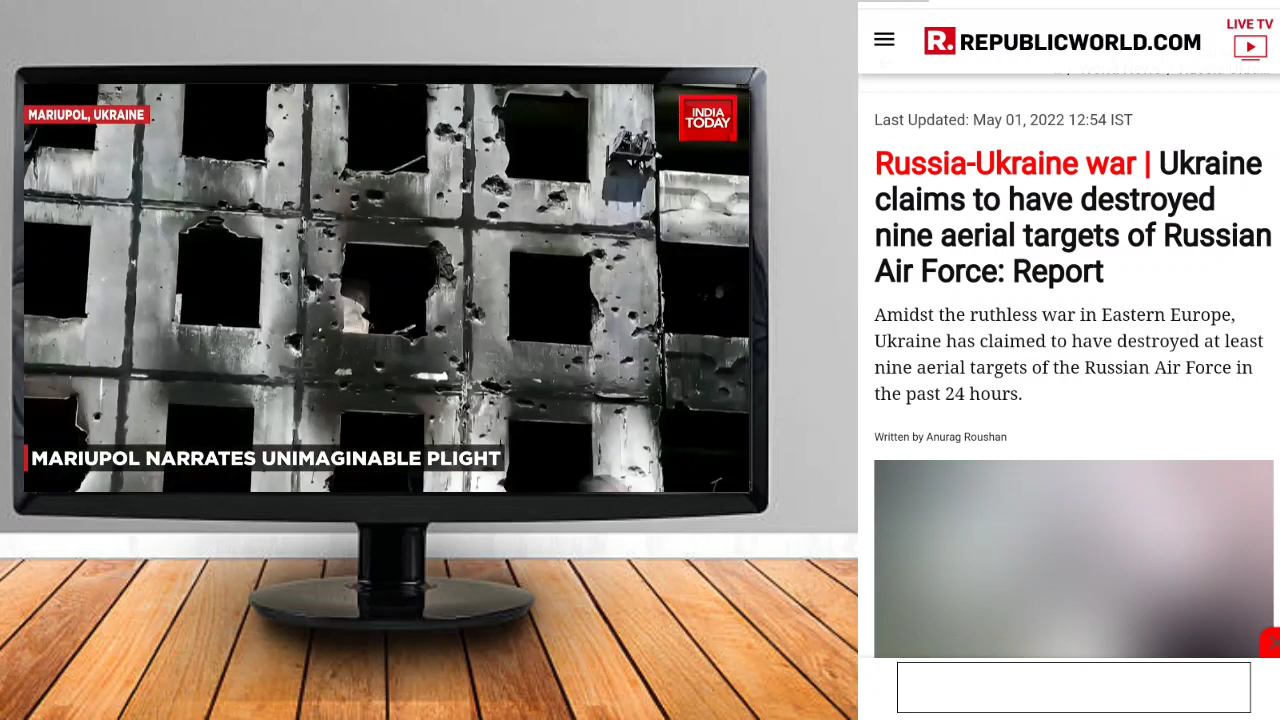 MARIUPOL, UKRAINE
INDIA
TODAY
MARIUPOL NARRATES UNIMAGINABLE PLIGHT
R. REPUBLICWORLD.COM
LIVE TV
Last Updated: May 01, 2022 12:54 IST
Russia-Ukraine war | Ukraine
claims to have destroyed
nine aerial targets of Russian
Air Force: Report
Amidst the ruthless war in Eastern Europe,
Ukraine has claimed to have destroyed at least
nine aerial targets of the Russian Air Force in
the past 24 hours.
Written by Anurag Roushan